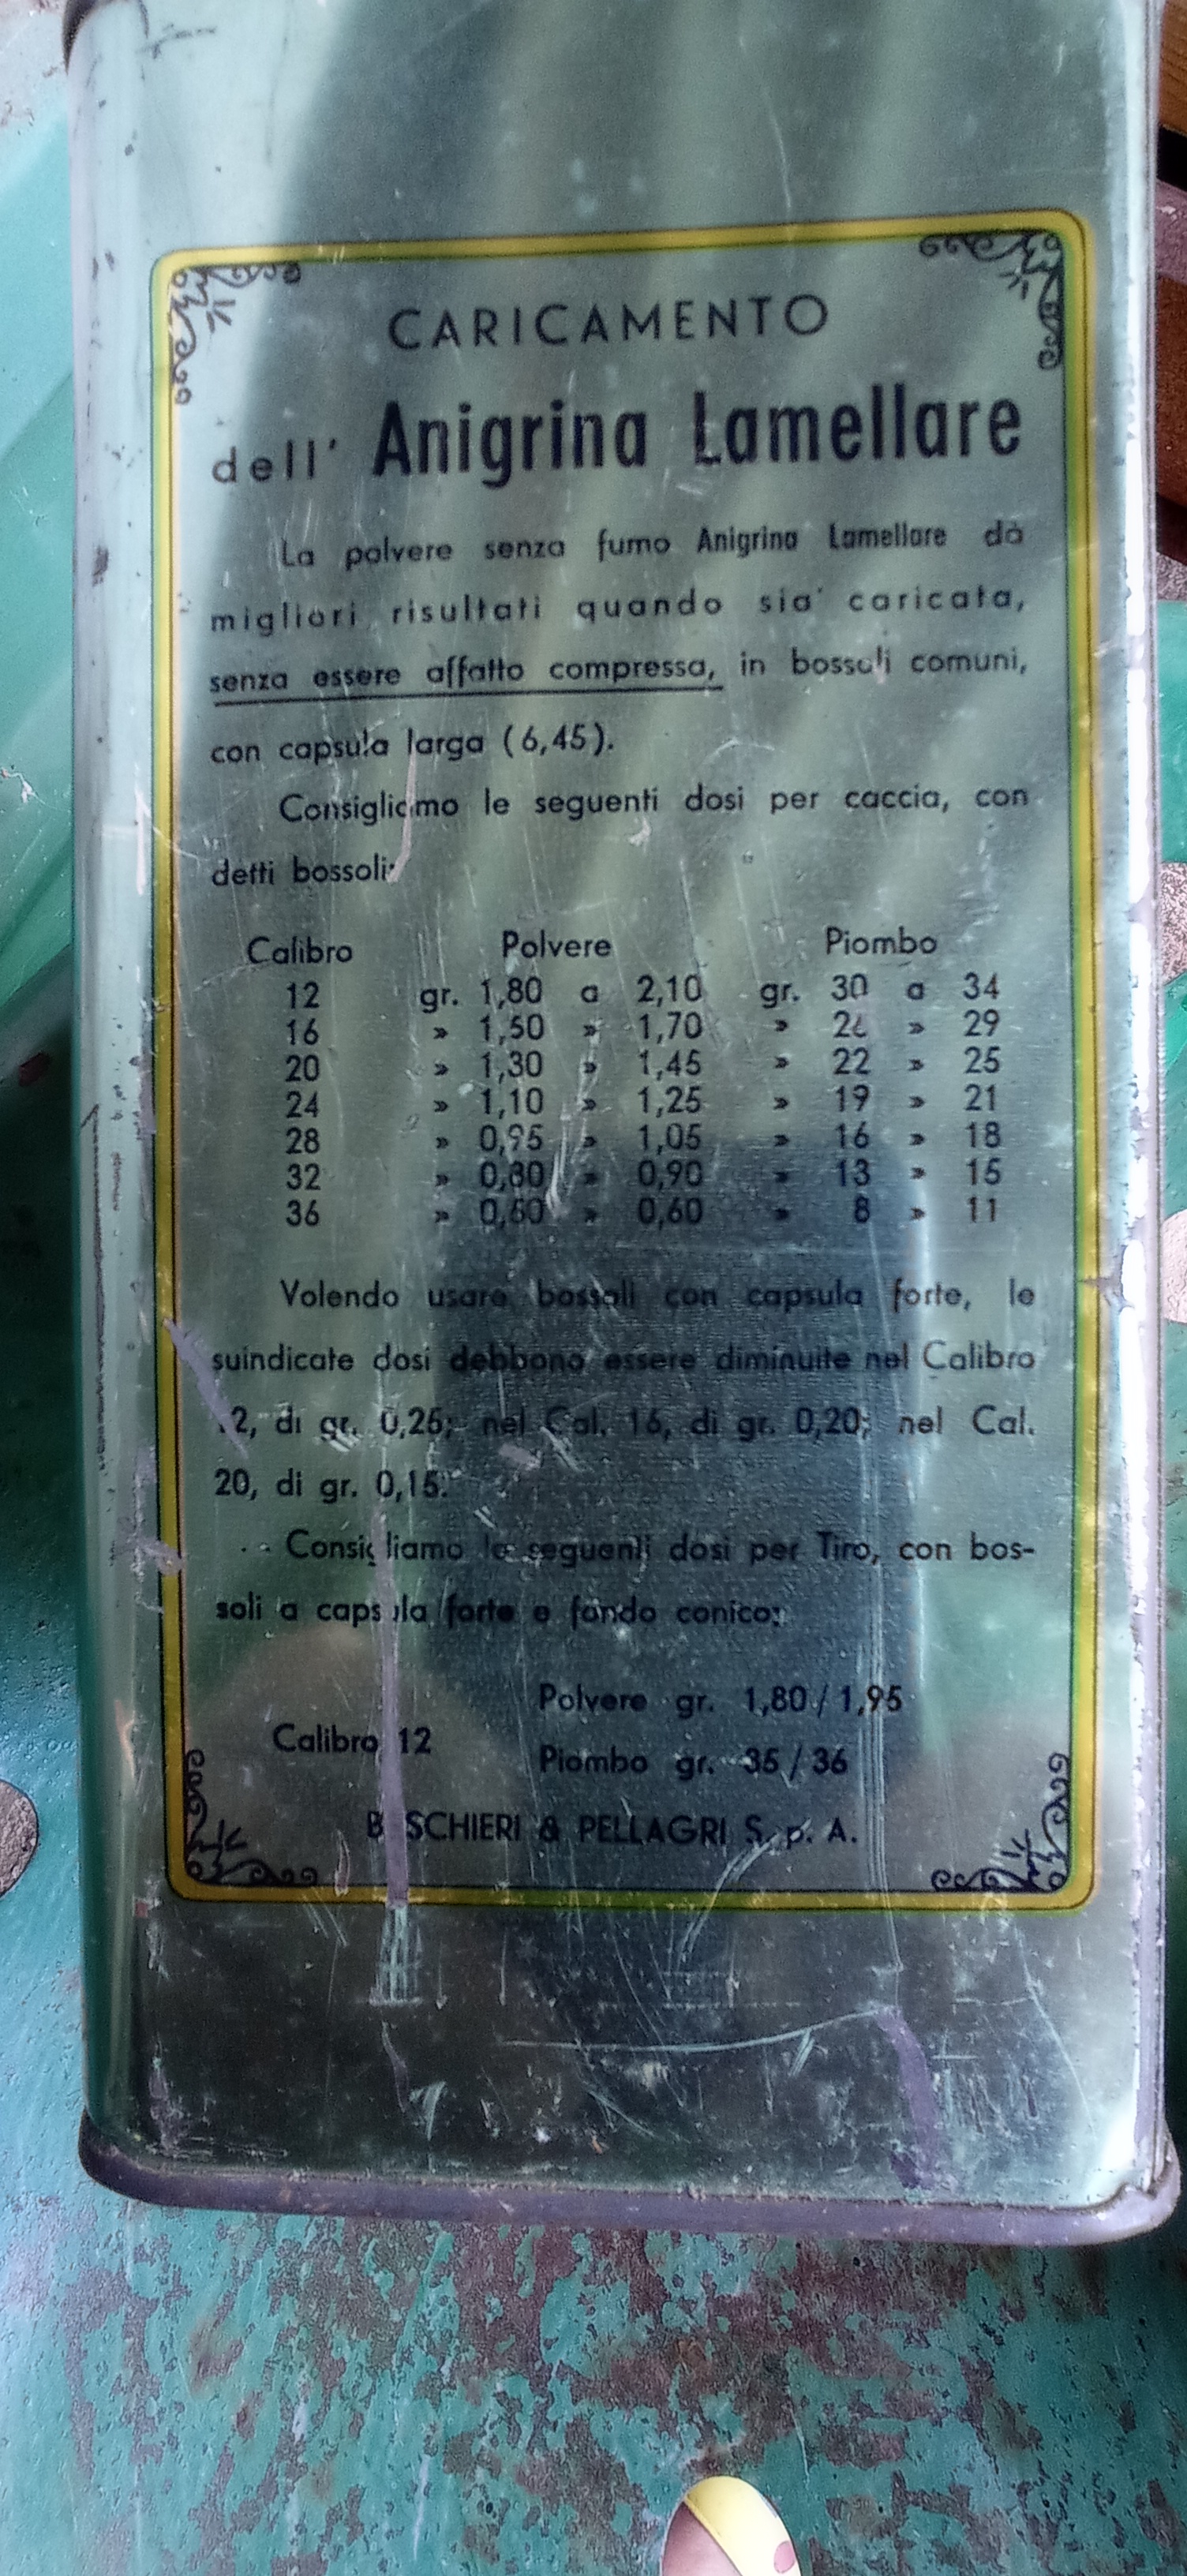 CARICAMENTO
dell' Anigrina Lamellare
La polvere senza fumo Anigrina Lamellare dà
migliori risultati quando sia caricata,
senza essere affatto compressa, in bossoli comuni,
con capsula larga (6,45).
Consigliamo le seguenti dosi per caccia, con
detti bossoli:
Calibro Polvere Piombo
12 gr. 1,80 a 2,10 gr. 30 a 34
16 » 1,50 » 1,70 » 26 » 29
20 » 1,30 » 1,45 » 22 » 25
24 » 1,10 » 1,25 » 19 » 21
28 » 0,95 » 1,05 » 16 » 18
32 » 0,80 » 0,90 » 13 » 15
36 » » 0,60 » 8 » 11
Volendo usare bossoli con capsula forte, le
suindicate dosi debbono essere diminuite nel Calibro
12, di gr. 0,25; nel Cal. 16, di gr. 0,20; nel Cal.
20, di gr. 0,15.
Consigliamo le seguenti dosi per Tiro, con bos-
soli a capsula forte e fondo conico:
Calibro 12
Polvere gr. 1,80 / 1,95
Piombo gr. 35 / 36
BASCHIERI & PELLAGRI S. p. A.